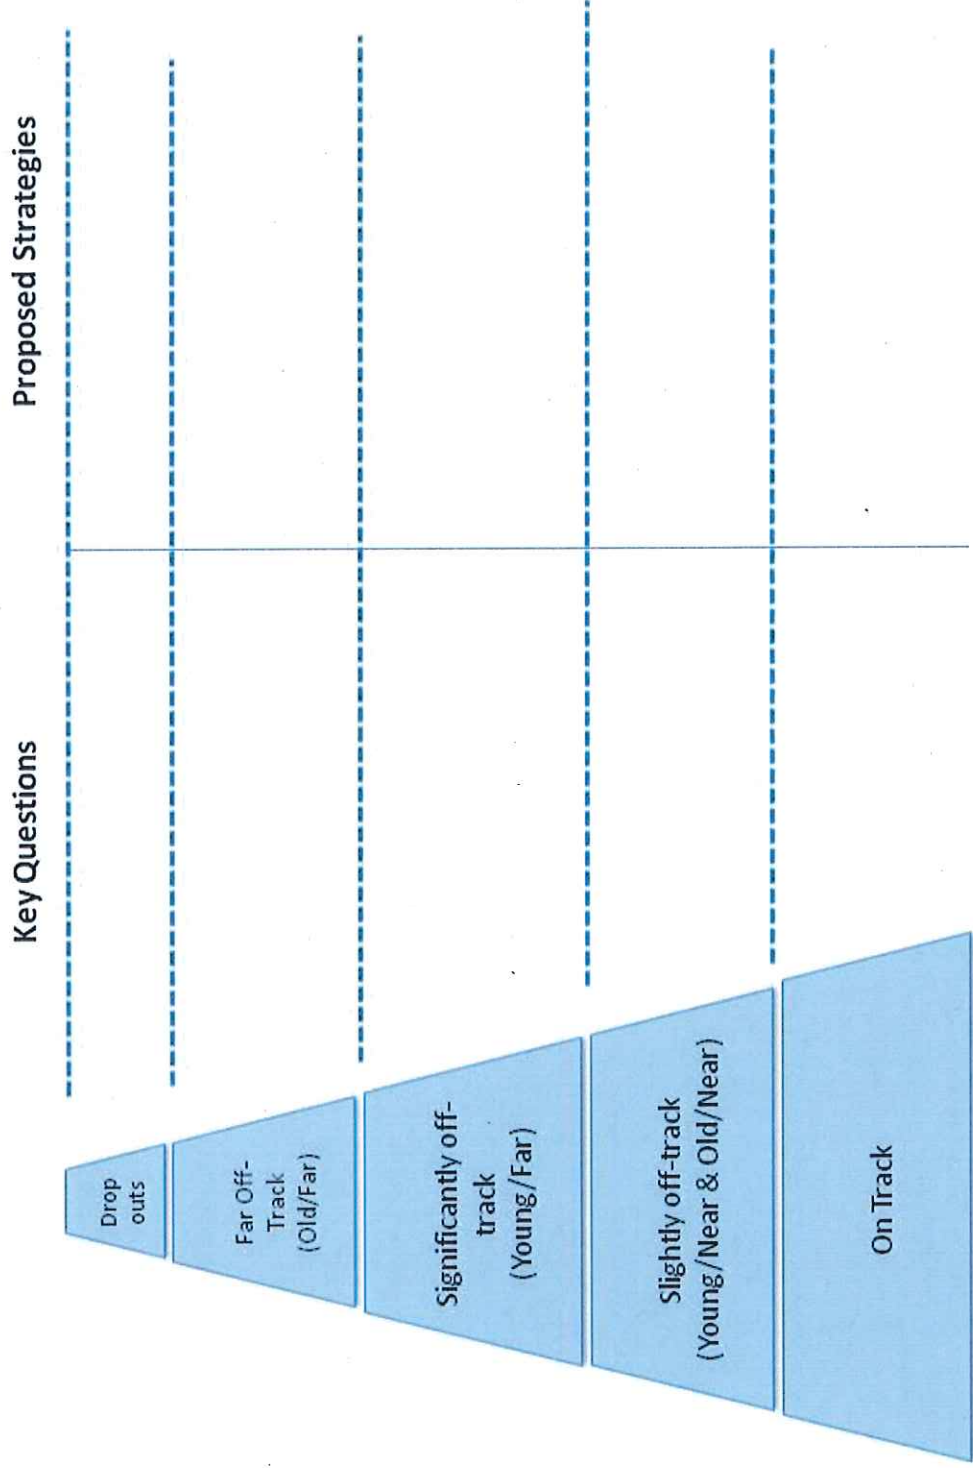 Key Questions
Proposed Strategies
Drop
outs
Far Off-
Track
(Old/Far)
Significantly off-
track
(Young/Far)
Slightly off-track
(Young/Near & Old/Near)
On Track